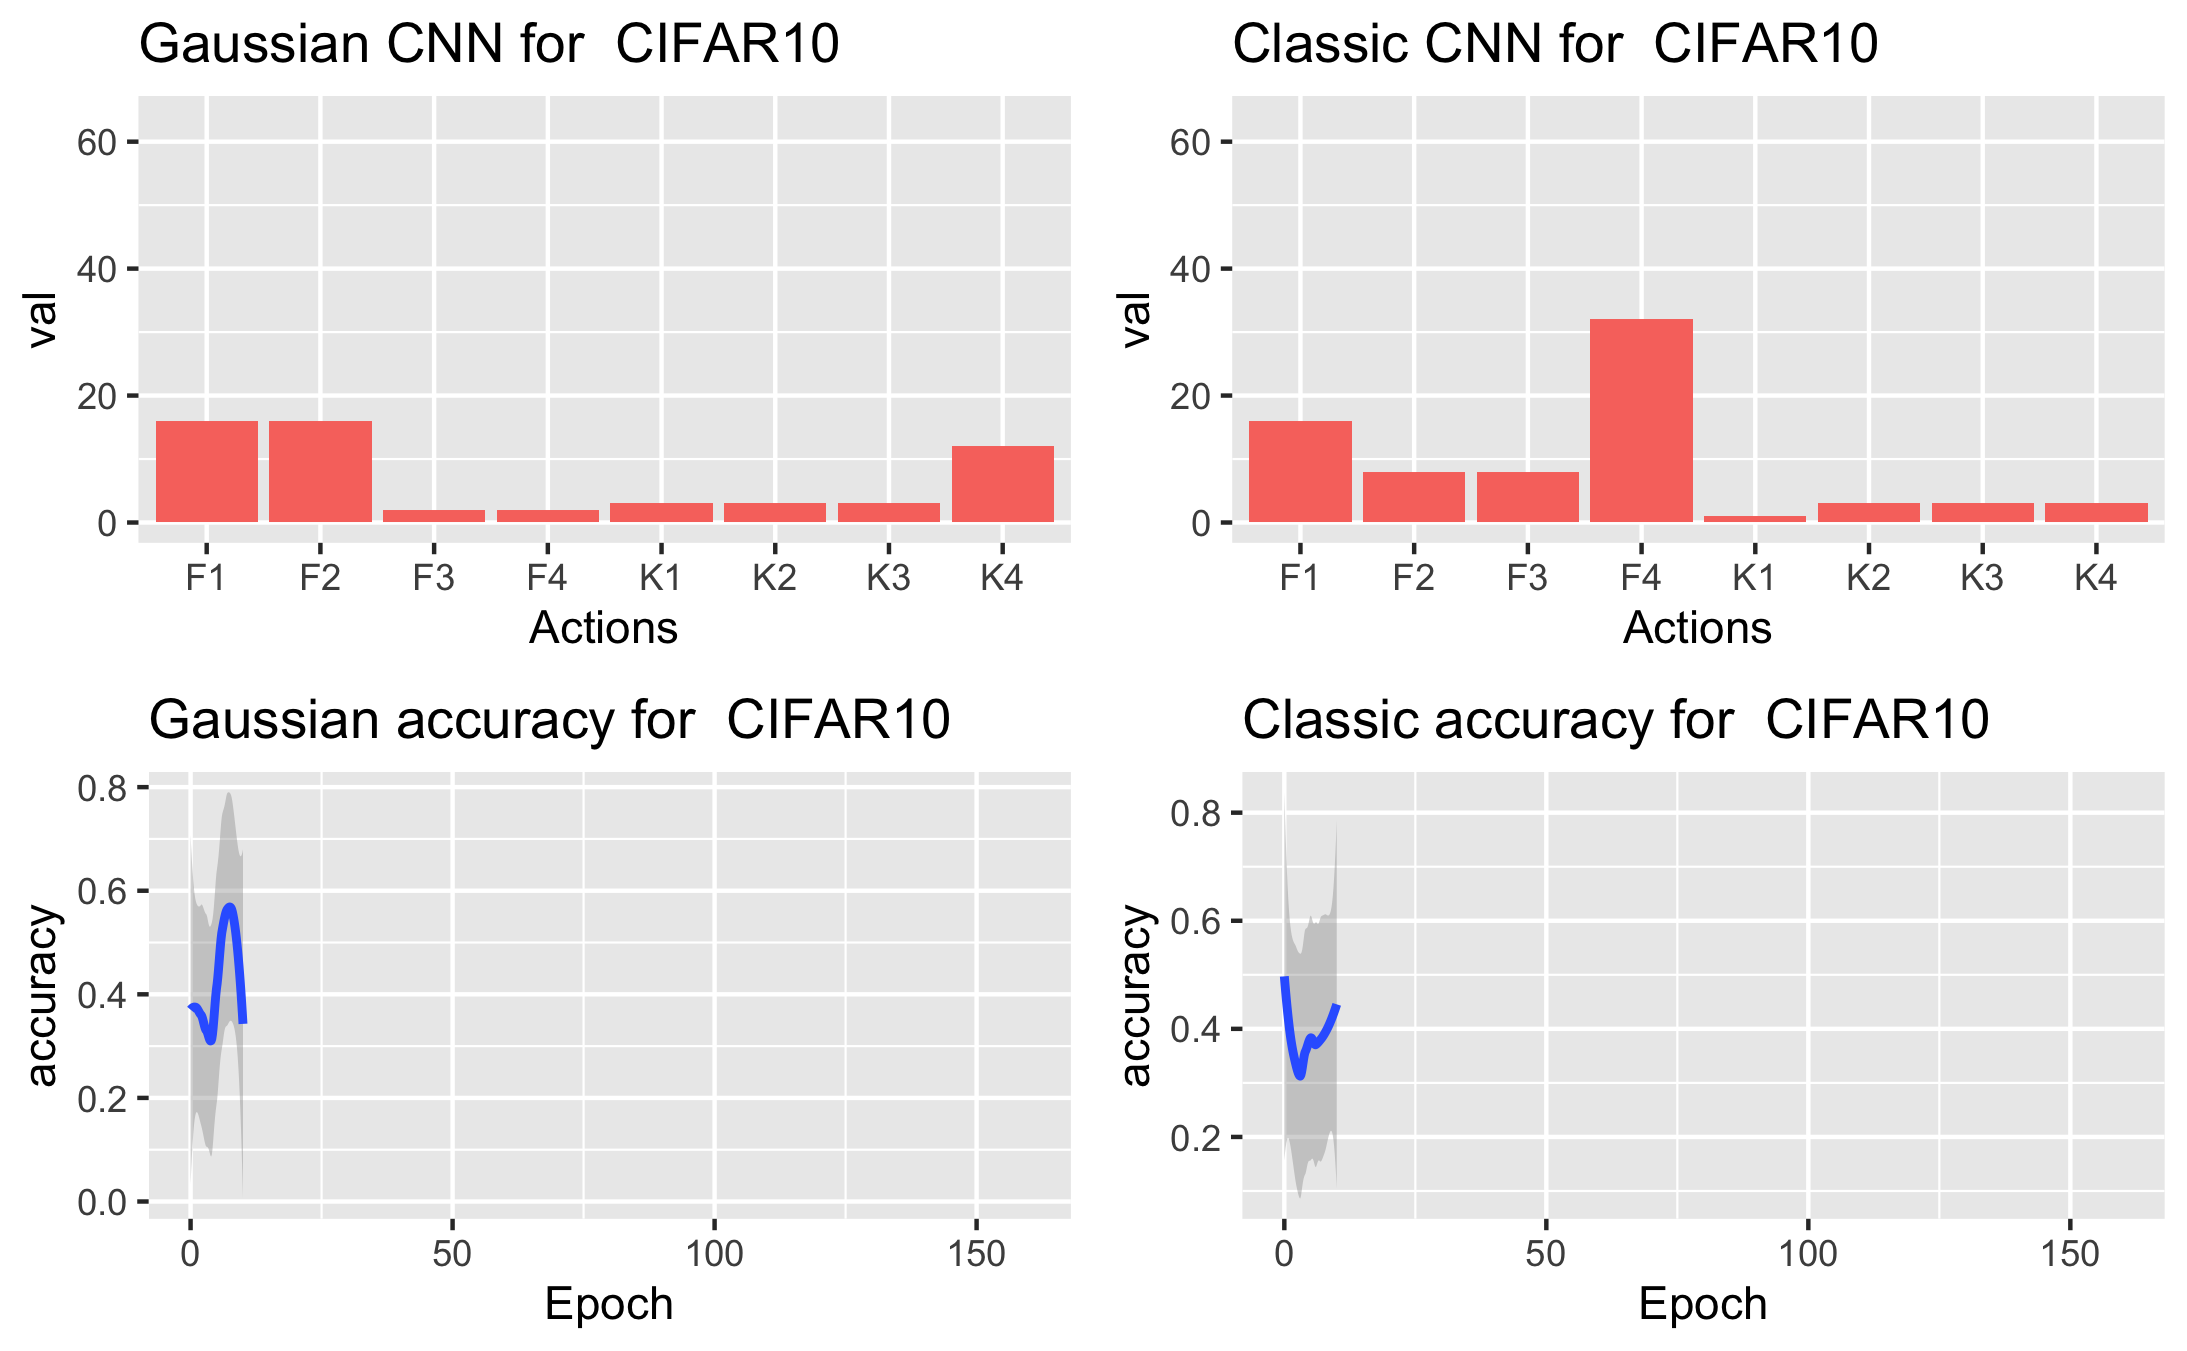 Gaussian CNN for  CIFAR10
60
40
20
0
val
F1 F2 F3 F4 K1 K2 K3 K4
Actions
Classic CNN for  CIFAR10
60
40
20
0
val
F1 F2 F3 F4 K1 K2 K3 K4
Actions
Gaussian accuracy for  CIFAR10
0.8
0.6
0.4
0.2
0.0
accuracy
0 50 100 150
Epoch
Classic accuracy for  CIFAR10
0.8
0.6
0.4
0.2
accuracy
0 50 100 150
Epoch